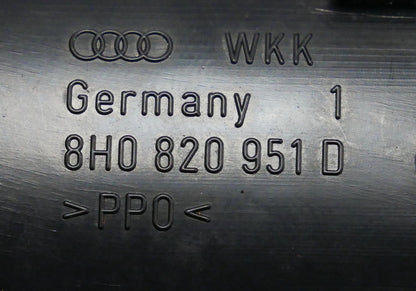 WKK
Germany 1
8H0 820 951 D
>PPO<